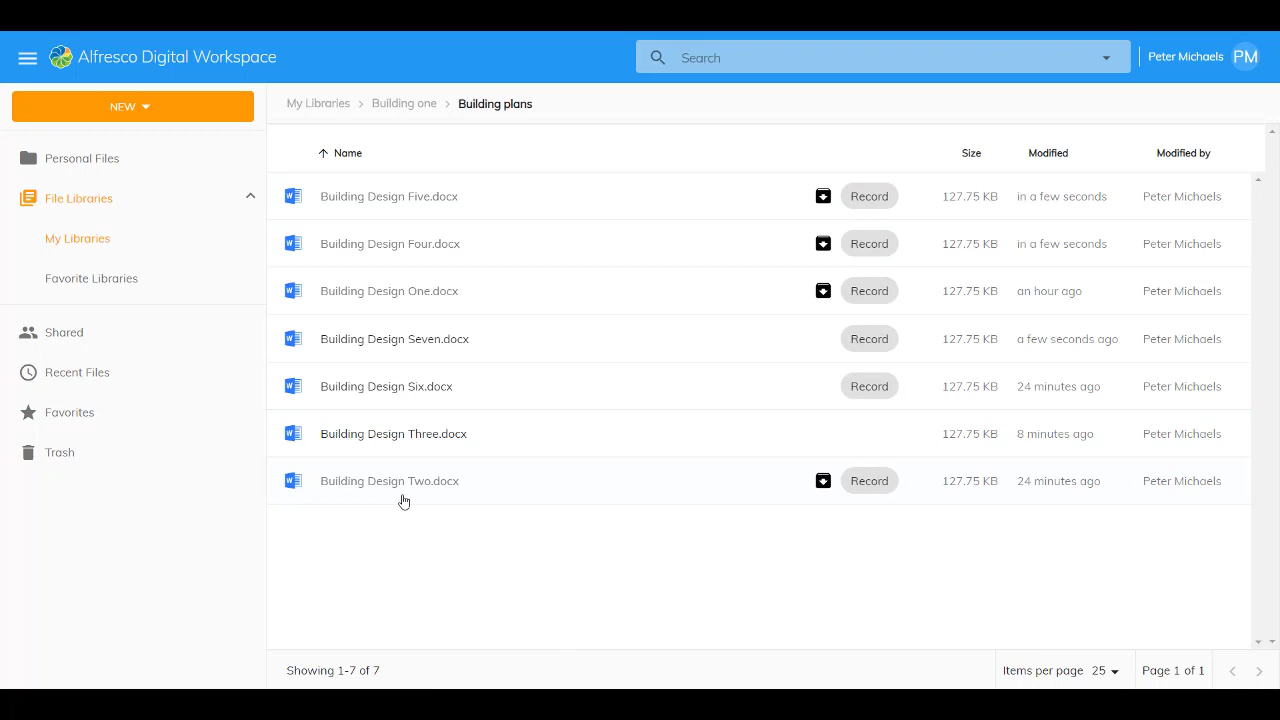 Alfresco Digital Workspace
Search
Peter Michaels PM
NEW
Personal Files
File Libraries
My Libraries
Favorite Libraries
Shared
Recent Files
Favorites
Trash
My Libraries > Building one > Building plans
Name Size Modified Modified by
Building Design Five.docx Record 127.75 KB in a few seconds Peter Michaels
Building Design Four.docx Record 127.75 KB in a few seconds Peter Michaels
Building Design One.docx Record 127.75 KB an hour ago Peter Michaels
Building Design Seven.docx Record 127.75 KB a few seconds ago Peter Michaels
Building Design Six.docx Record 127.75 KB 24 minutes ago Peter Michaels
Building Design Three.docx 127.75 KB 8 minutes ago Peter Michaels
Building Design Two.docx Record 127.75 KB 24 minutes ago Peter Michaels
Showing 1-7 of 7
Items per page 25
Page 1 of 1